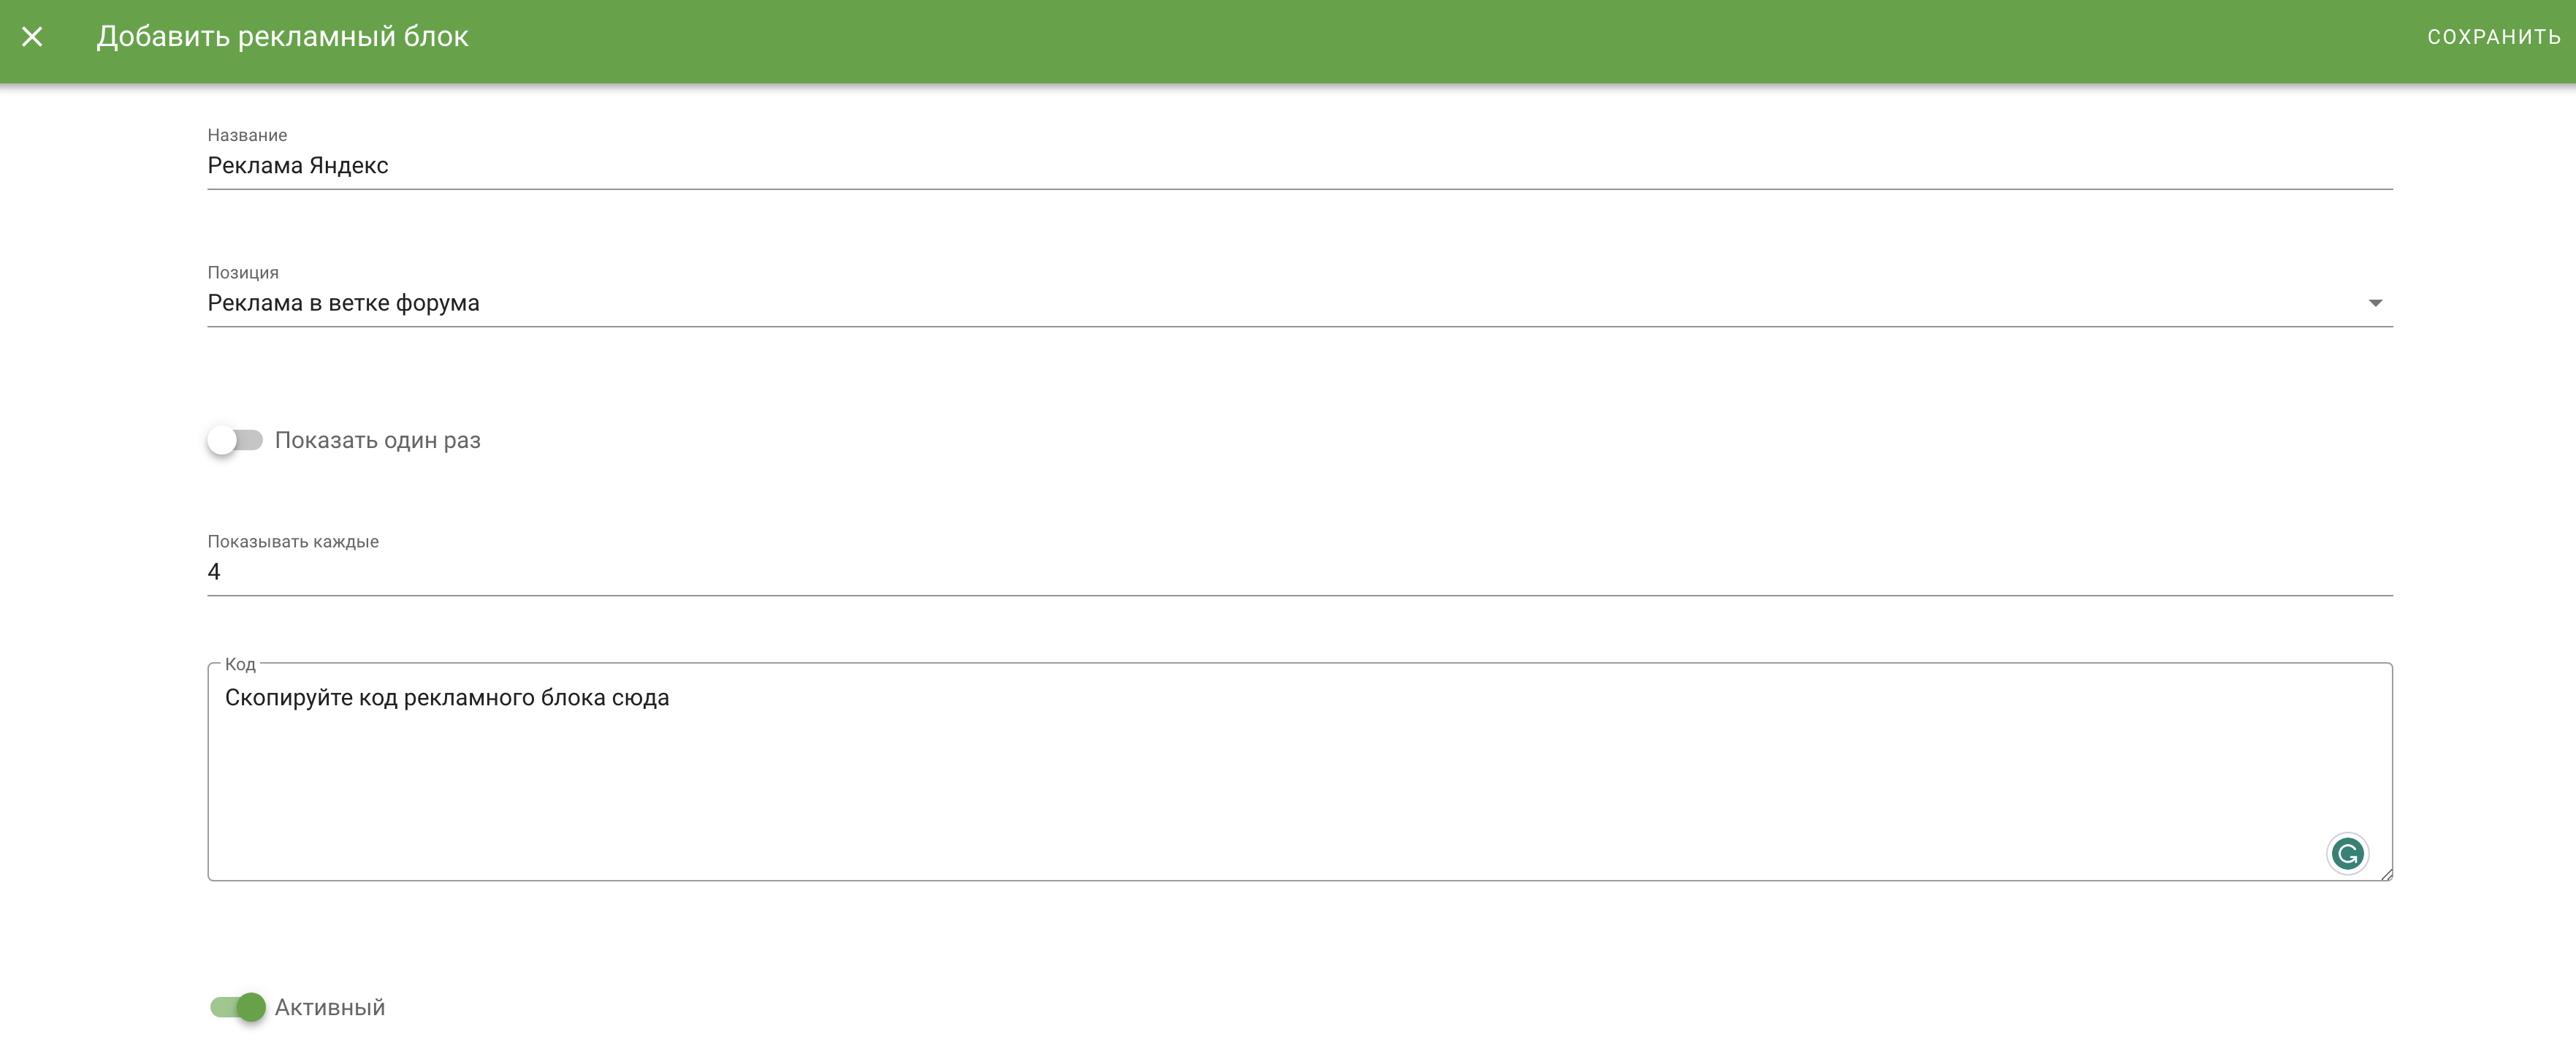 Добавить рекламный блок
СОХРАНИТЬ
Название
Реклама Яндекс
Позиция
Реклама в ветке форума
Показать один раз
Показывать каждые
4
Код
Скопируйте код рекламного блока сюда
Активный